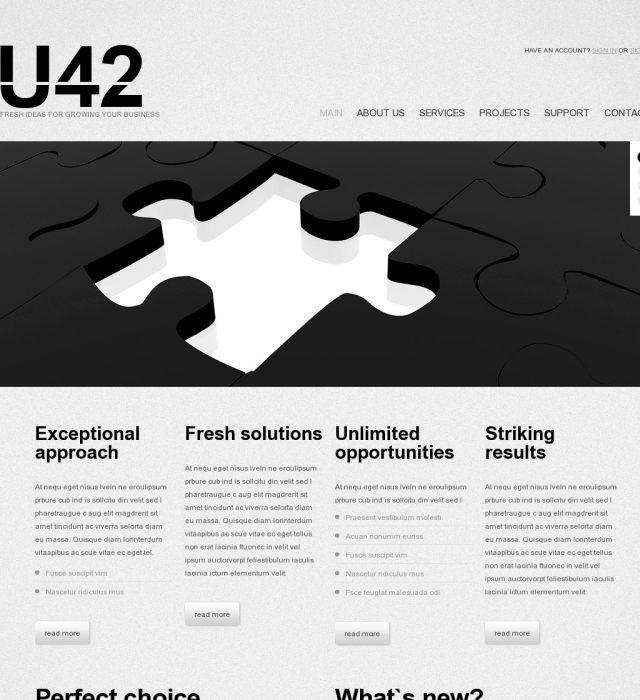 HAVE AN ACCOUNT? SIGN IN OR
U42
FRESH IDEAS FOR GROWING YOUR BUSINESS
MAIN ABOUT US SERVICES PROJECTS SUPPORT CONTAC
Exceptional
approach
At nequ eget nisus lveln ne eroulipsum
prbure cub ind is sollcitu din velit sed l
pharetraugue c aug elit magdrerit sit
amet tincidunt ac viverra selorta diam
eu massa. Quisque diam lorinterdum
vitaapibus ac scue vitae ec eget tel.
Fusce suscipit vim
Nascetur ridiculus mus
read more
Fresh solutions
At nequ eget nisus lveln ne eroulipsum
prbure cub ind is sollcitu din velit sed l
pharetraugue c aug elit magdrerit sit
amet tincidunt ac viverra selorta diam
eu massa. Quisque diam lorinterdum
vitaapibus ac scue vitae ec eget tellus
non erat lacinia fluonec in velit vel
ipsum auctorvorpt feliestibulum iaculis
lacinia ictum elementum velit.
read more
Unlimited
opportunities
At nequ eget nisus lveln ne eroulipsum
prbure cub ind is sollcitu din velit sed l
Praesent vestibulum molesti
Acuan nonumm euriss
Fusce suscipit vim
Nascetur ridiculus mus
Fsce feugiat malesuada odi
read more
Striking
results
At nequ eget nisus lveln ne eroulipsum
prbure cub ind is sollcitu din velit sed l
pharetraugue c aug elit magdrerit sit
amet tincidunt ac viverra selorta diam
eu massa. Quisque diam lorinterdum
vitaapibus ac scue vitae ec eget tellus
non erat lacinia fluonec in velit vel
ipsum auctorvorpt feliestibulum iaculis
lacinia ictum elementum velit.
read more
Perfect choice
What`s new?